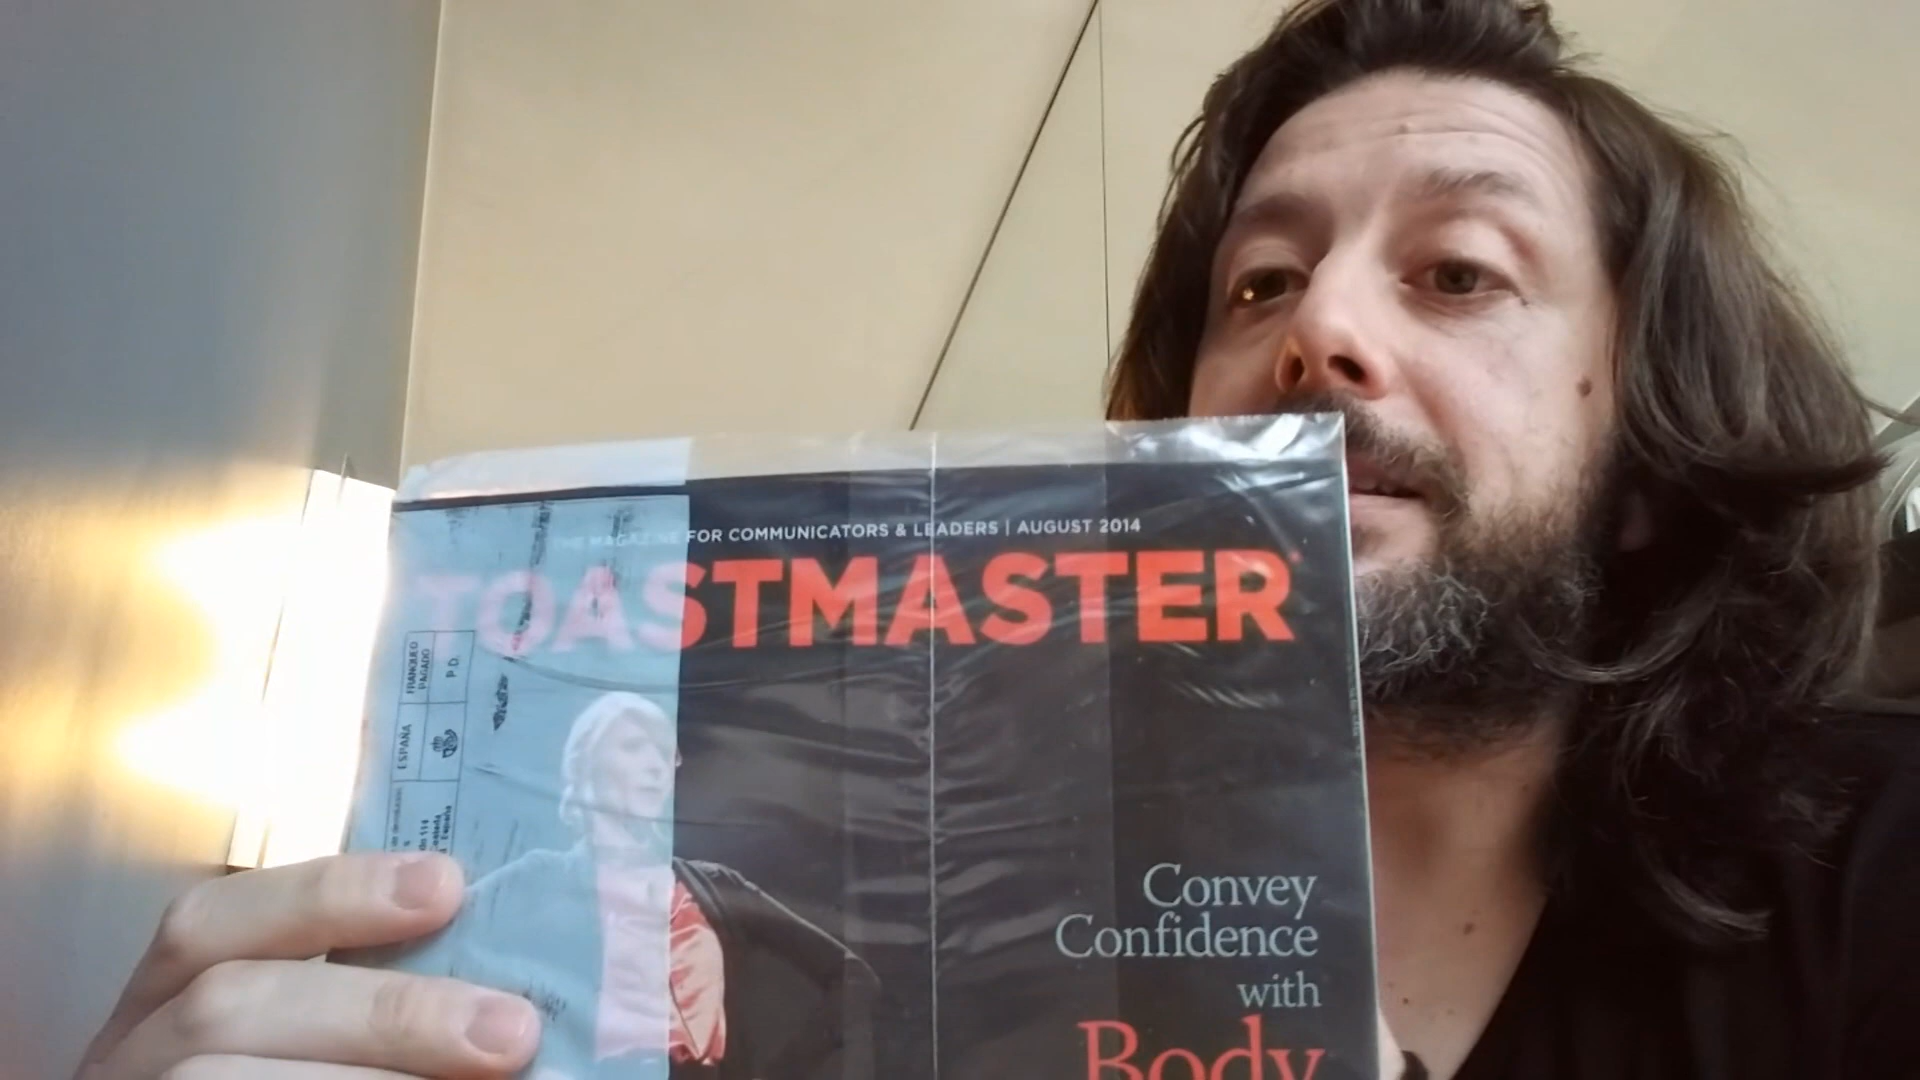 THE MAGAZINE FOR COMMUNICATORS & LEADERS | AUGUST 2014
TOASTMASTER
FRANQUEO
PAGADO
P.D.
ESPAÑA
Convey
Confidence
with
Body